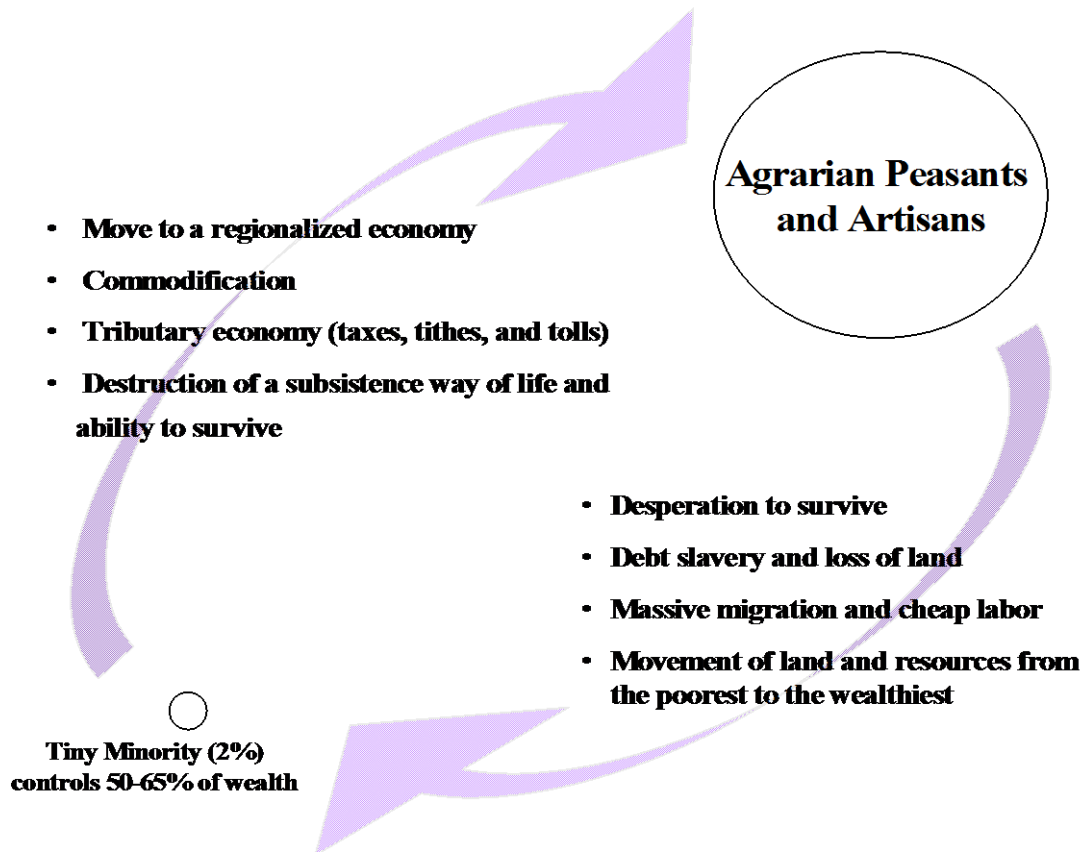 Agrarian Peasants
and Artisans
• Move to a regionalized economy
• Commodification
• Tributary economy (taxes, tithes, and tolls)
• Destruction of a subsistence way of life and
ability to survive
• Desperation to survive
• Debt slavery and loss of land
• Massive migration and cheap labor
• Movement of land and resources from
the poorest to the wealthiest
Tiny Minority (2%)
controls 50-65% of wealth